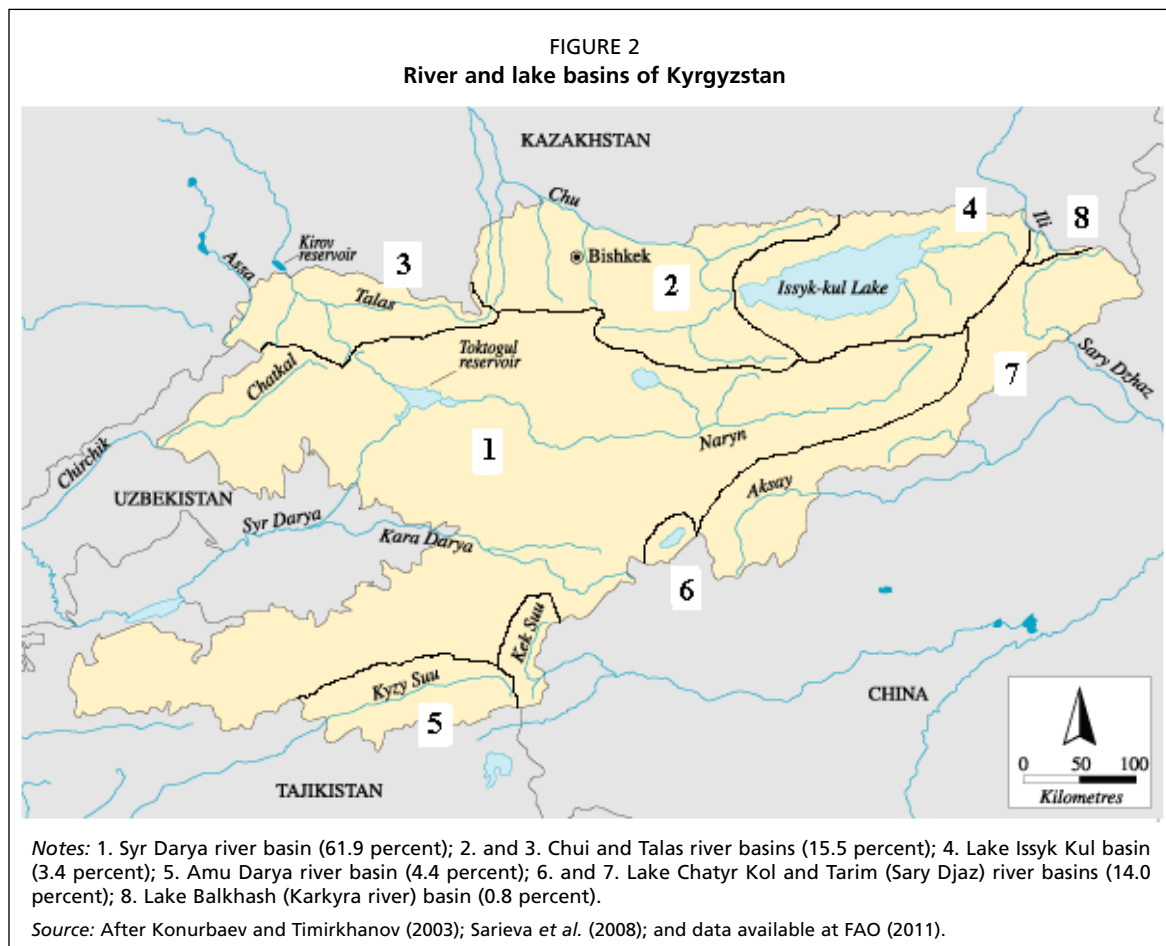 FIGURE 2
River and lake basins of Kyrgyzstan
KAZAKHSTAN
Chu
4
Ili
8
Kirov
reservoir
3
Bishkek
Assa
2
Issyk-kul Lake
Talas
Toktogul
reservoir
Chatkal
7
Sary Dzhaz
Naryn
1
Chirchik
Aksay
UZBEKISTAN
Syr Darya
Kara Darya
6
Kek Suu
Kyzy Suu
5
CHINA
TAJIKISTAN
0 50 100
Kilometres
Notes: 1. Syr Darya river basin (61.9 percent); 2. and 3. Chui and Talas river basins (15.5 percent); 4. Lake Issyk Kul basin
(3.4 percent); 5. Amu Darya river basin (4.4 percent); 6. and 7. Lake Chatyr Kol and Tarim (Sary Djaz) river basins (14.0
percent); 8. Lake Balkhash (Karkyra river) basin (0.8 percent).
Source: After Konurbaev and Timirkhanov (2003); Sarieva et al. (2008); and data available at FAO (2011).